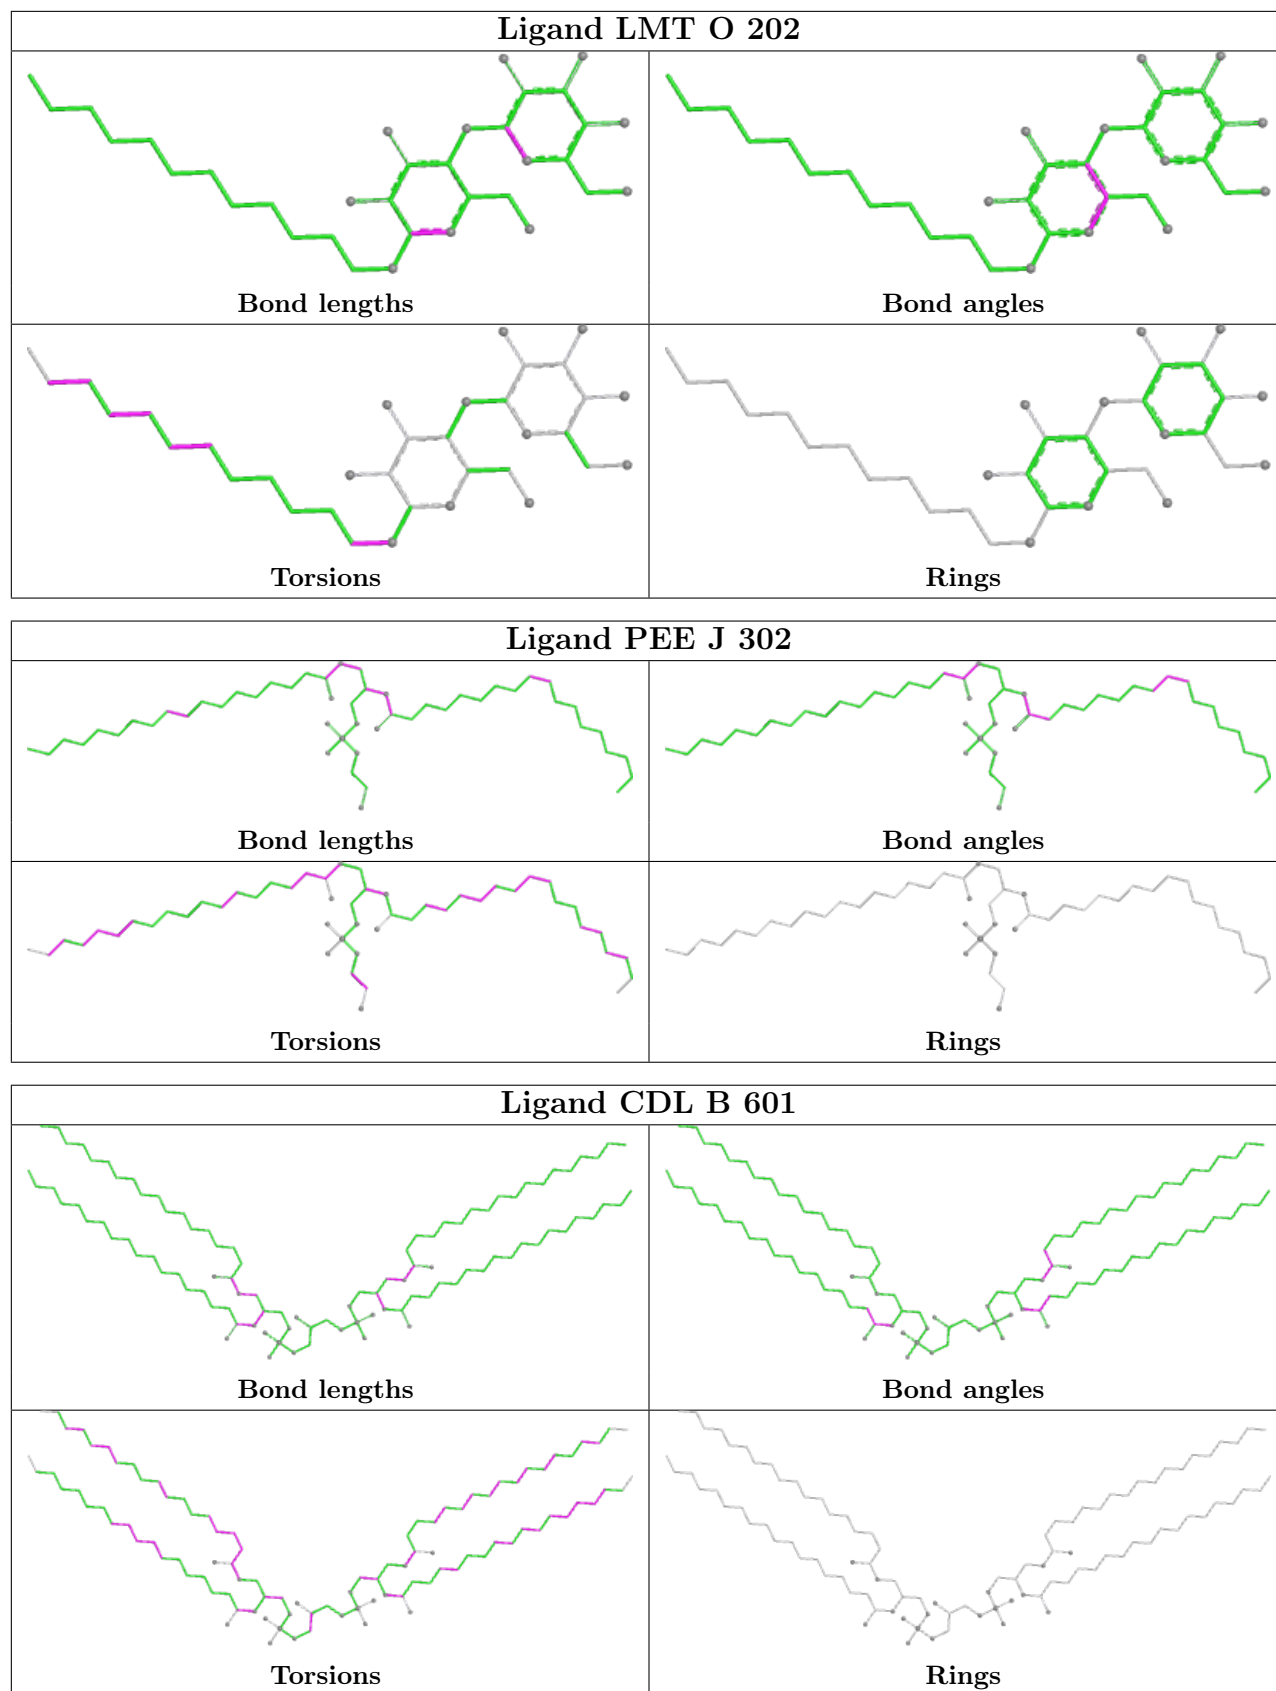 Ligand LMT O 202
Bond lengths
Bond angles
Torsions
Rings
Ligand PEE J 302
Bond lengths
Bond angles
Torsions
Rings
Ligand CDL B 601
Bond lengths
Bond angles
Torsions
Rings